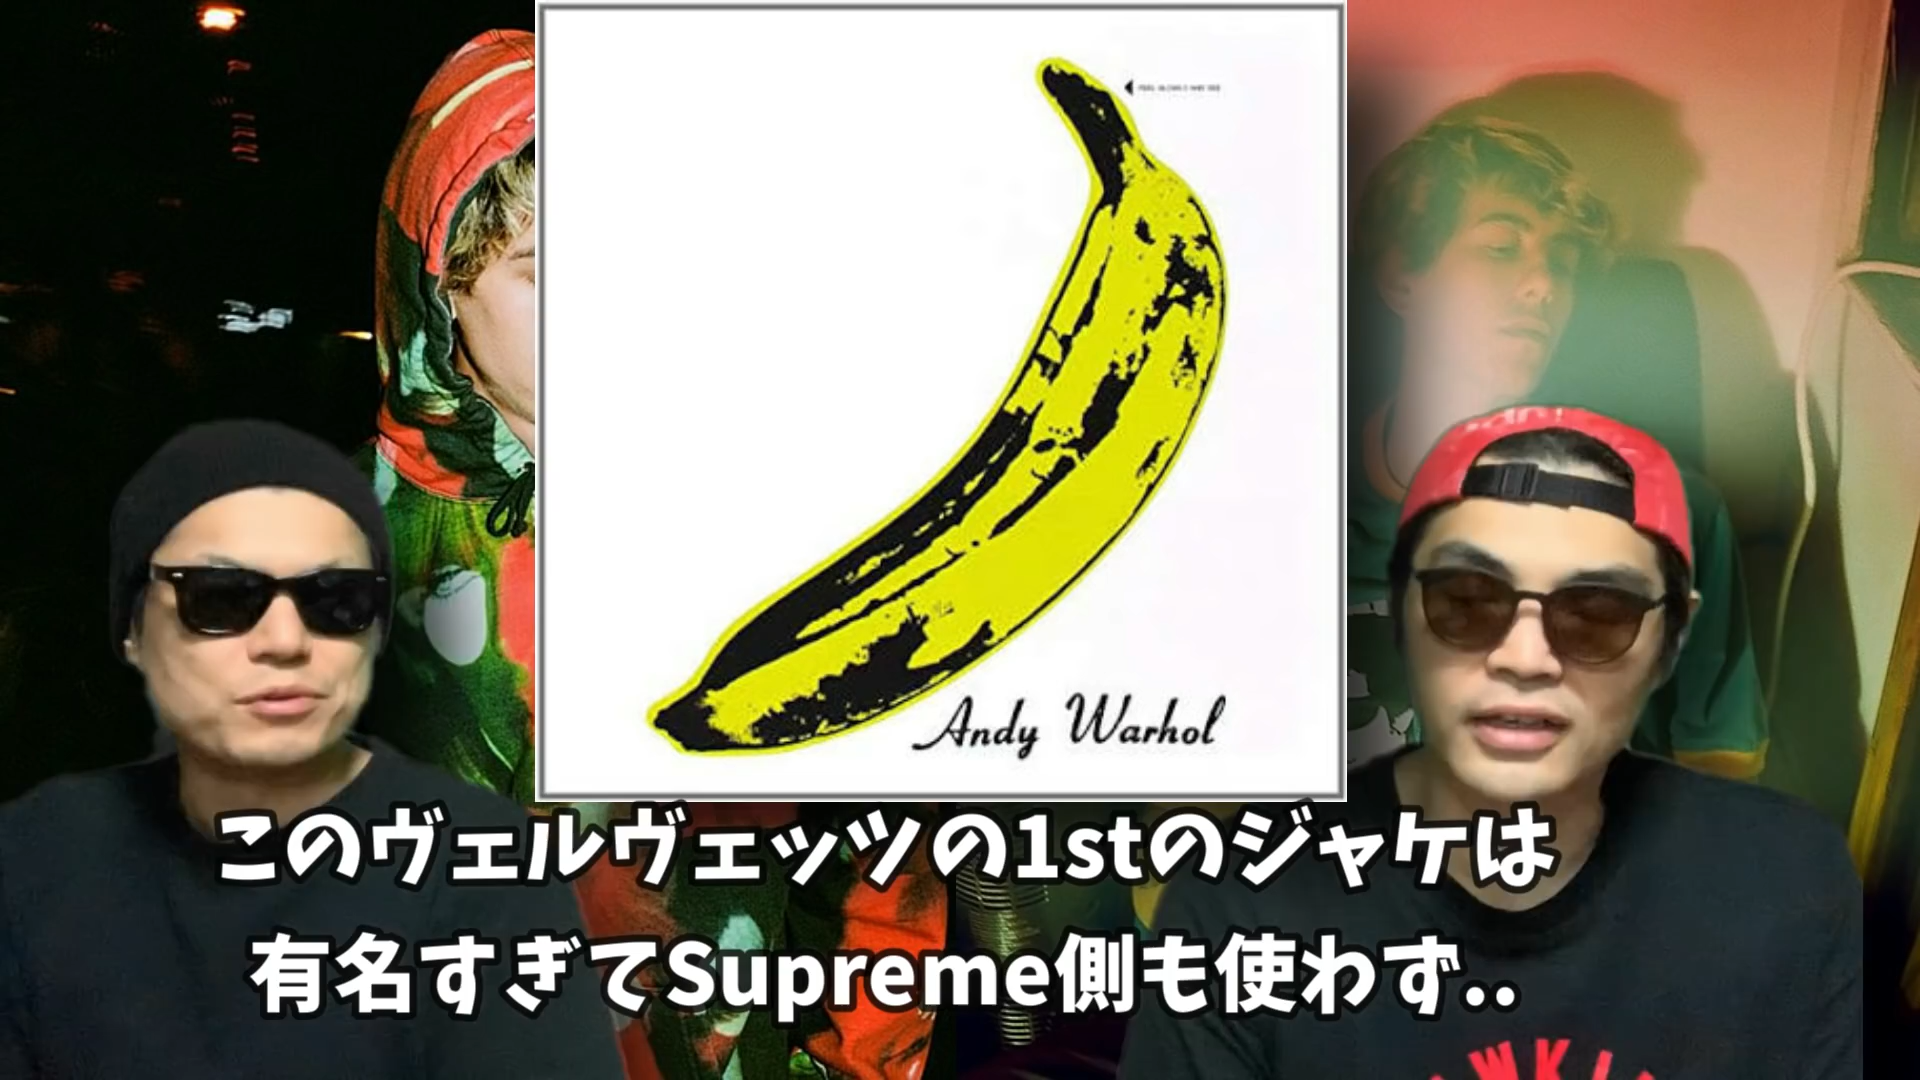 Andy Warhol
このヴェルヴェッツの1stのジャケは
有名すぎてSupreme側も使わず..